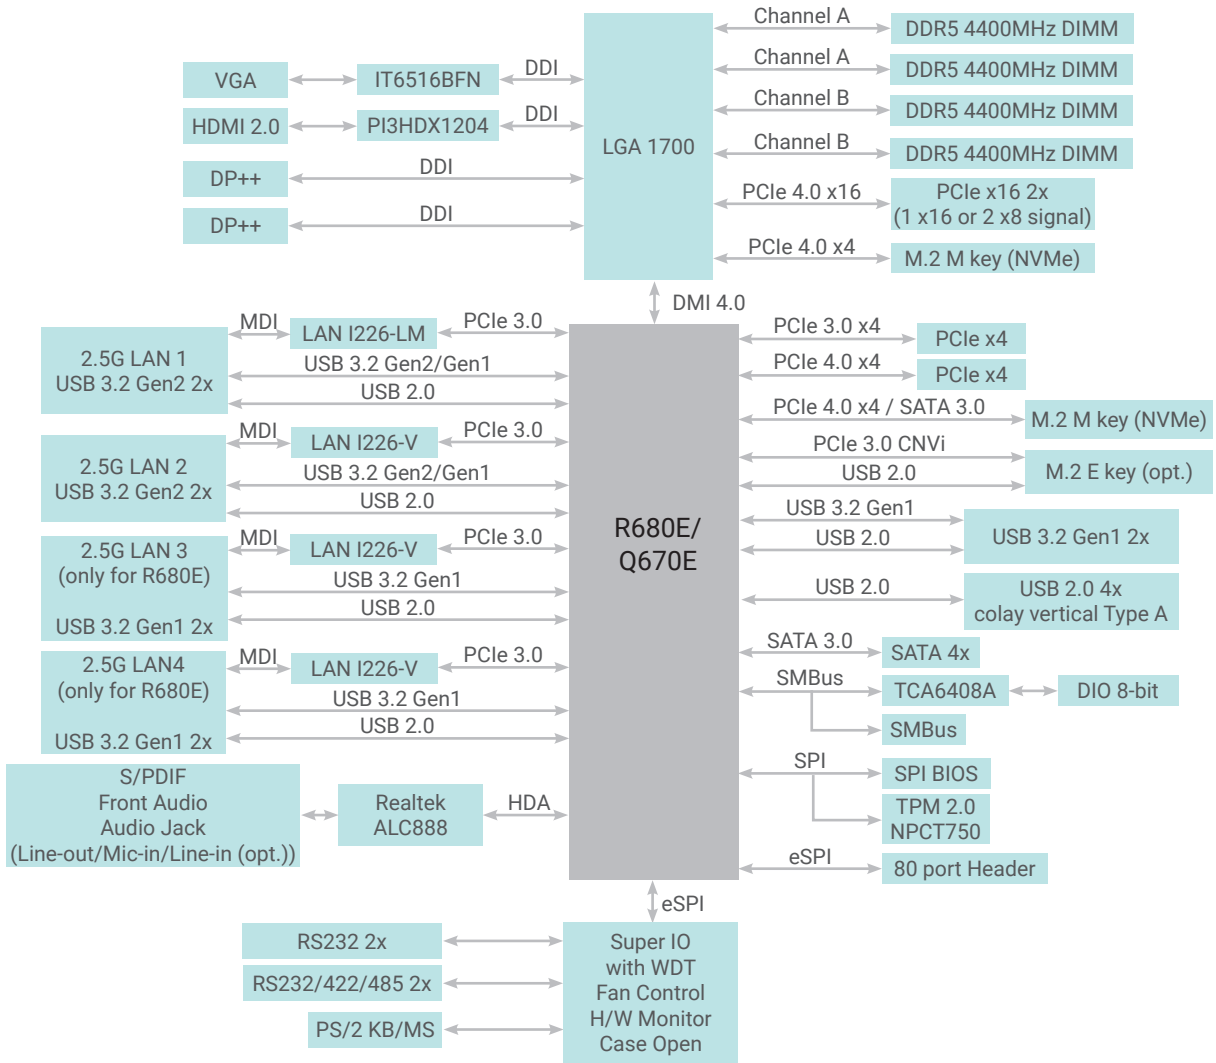 Channel A
DDR5 4400MHz DIMM
Channel A
DDR5 4400MHz DIMM
Channel B
DDR5 4400MHz DIMM
Channel B
DDR5 4400MHz DIMM
VGA
IT6516BFN
DDI
HDMI 2.0
PI3HDX1204
DDI
LGA 1700
DP++
DDI
DP++
DDI
PCIe 4.0 x16
PCIe x16 2x
(1 x16 or 2 x8 signal)
PCIe 4.0 x4
M.2 M key (NVMe)
DMI 4.0
2.5G LAN 1
USB 3.2 Gen2 2x
MDI
LAN I226-LM
PCIe 3.0
USB 3.2 Gen2/Gen1
USB 2.0
2.5G LAN 2
USB 3.2 Gen2 2x
MDI
LAN I226-V
PCIe 3.0
USB 3.2 Gen2/Gen1
USB 2.0
2.5G LAN 3
(only for R680E)
USB 3.2 Gen1 2x
MDI
LAN I226-V
PCIe 3.0
USB 3.2 Gen1
USB 2.0
2.5G LAN4
(only for R680E)
USB 3.2 Gen1 2x
MDI
LAN I226-V
PCIe 3.0
USB 3.2 Gen1
USB 2.0
S/PDIF
Front Audio
Audio Jack
(Line-out/Mic-in/Line-in (opt.))
Realtek
ALC888
HDA
R680E/
Q670E
PCIe 3.0 x4
PCIe x4
PCIe 4.0 x4
PCIe x4
PCIe 4.0 x4 / SATA 3.0
M.2 M key (NVMe)
PCIe 3.0 CNVi
USB 2.0
M.2 E key (opt.)
USB 3.2 Gen1
USB 2.0
USB 3.2 Gen1 2x
USB 2.0
USB 2.0 4x
colay vertical Type A
SATA 3.0
SATA 4x
SMBus
TCA6408A
DIO 8-bit
SMBus
SPI
SPI BIOS
TPM 2.0
NPCT750
eSPI
80 port Header
eSPI
RS232 2x
RS232/422/485 2x
PS/2 KB/MS
Super IO
with WDT
Fan Control
H/W Monitor
Case Open